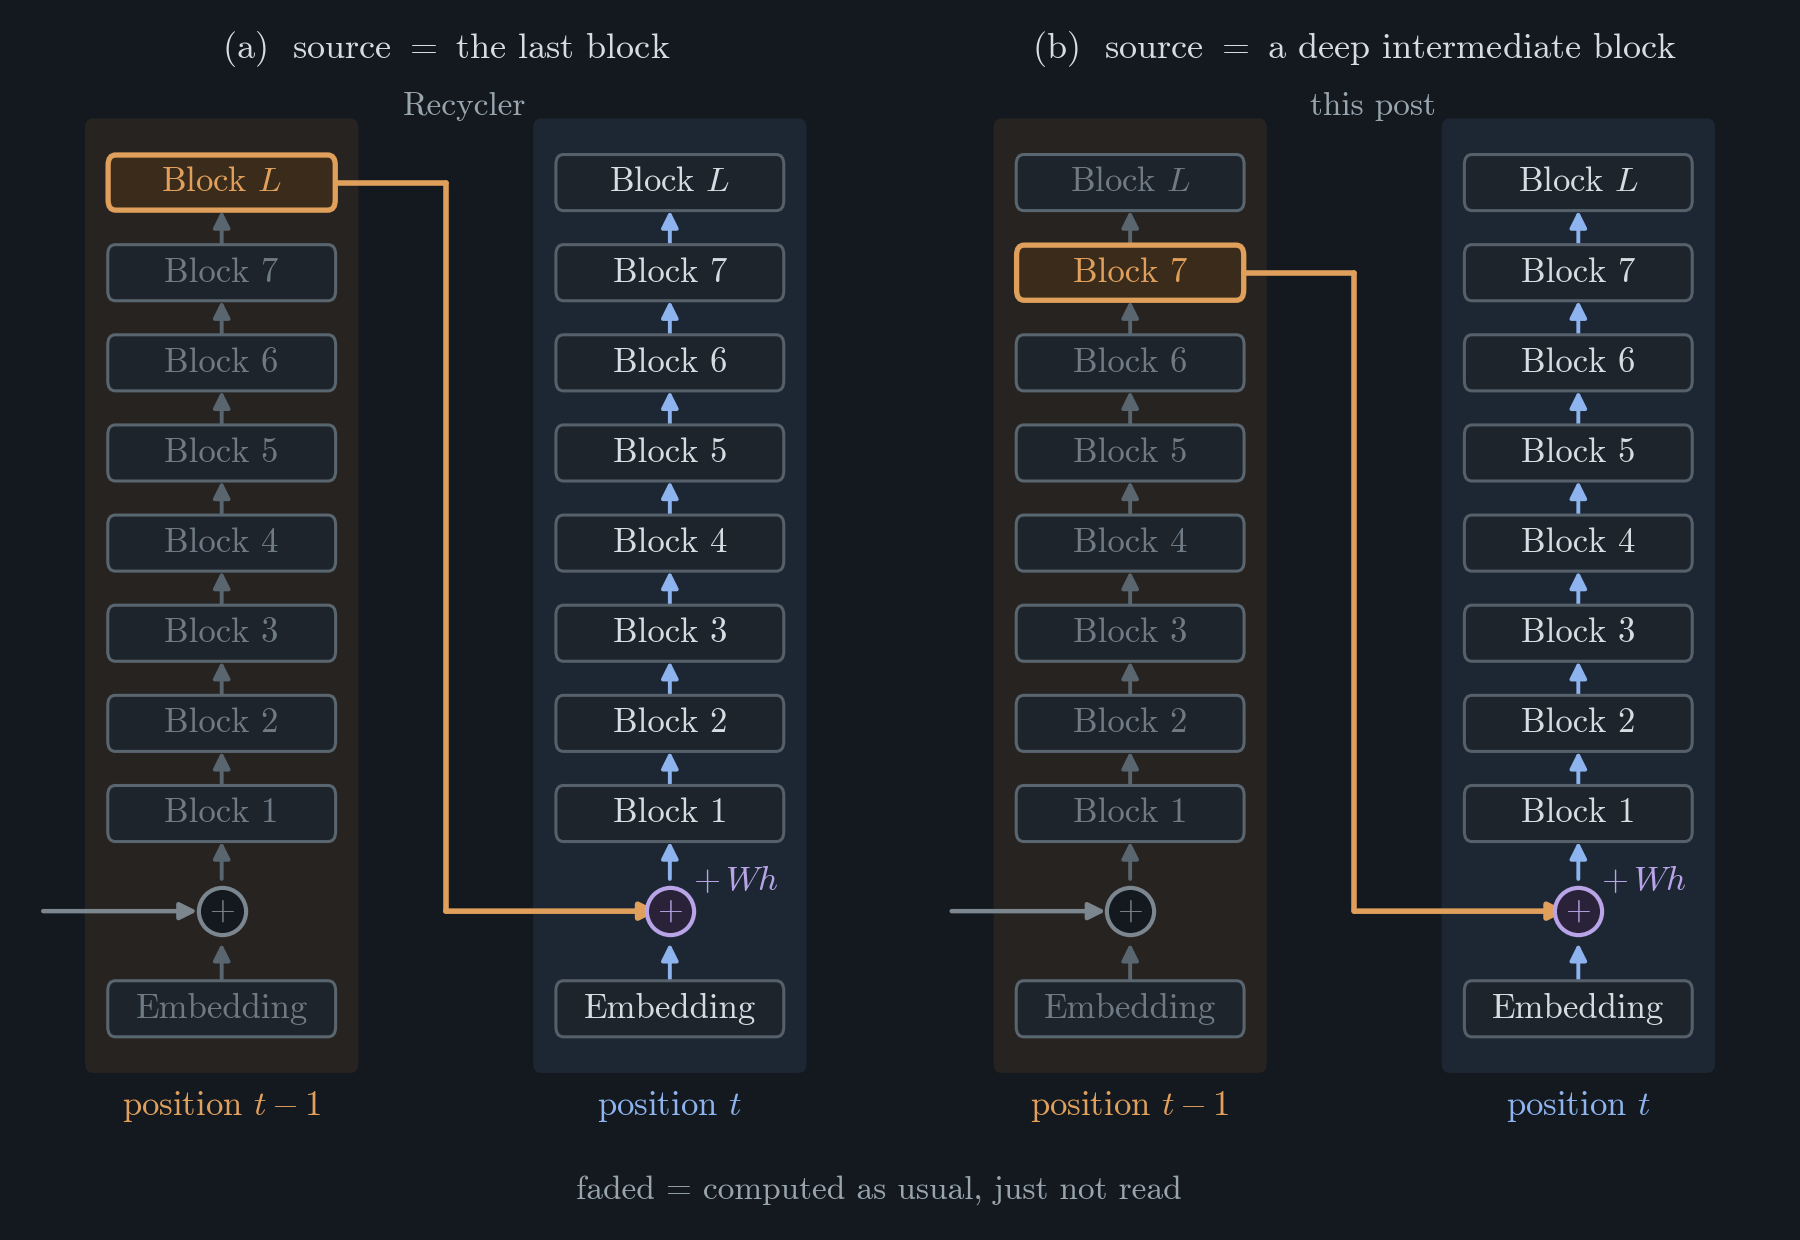 (a) source = the last block
Recycler
Block L
Block 7
Block 6
Block 5
Block 4
Block 3
Block 2
Block 1
+
Embedding
position t − 1
Block L
Block 7
Block 6
Block 5
Block 4
Block 3
Block 2
Block 1
+ Wh
+
Embedding
position t
(b) source = a deep intermediate block
this post
Block L
Block 7
Block 6
Block 5
Block 4
Block 3
Block 2
Block 1
+
Embedding
position t − 1
Block L
Block 7
Block 6
Block 5
Block 4
Block 3
Block 2
Block 1
+ Wh
+
Embedding
position t
faded = computed as usual, just not read